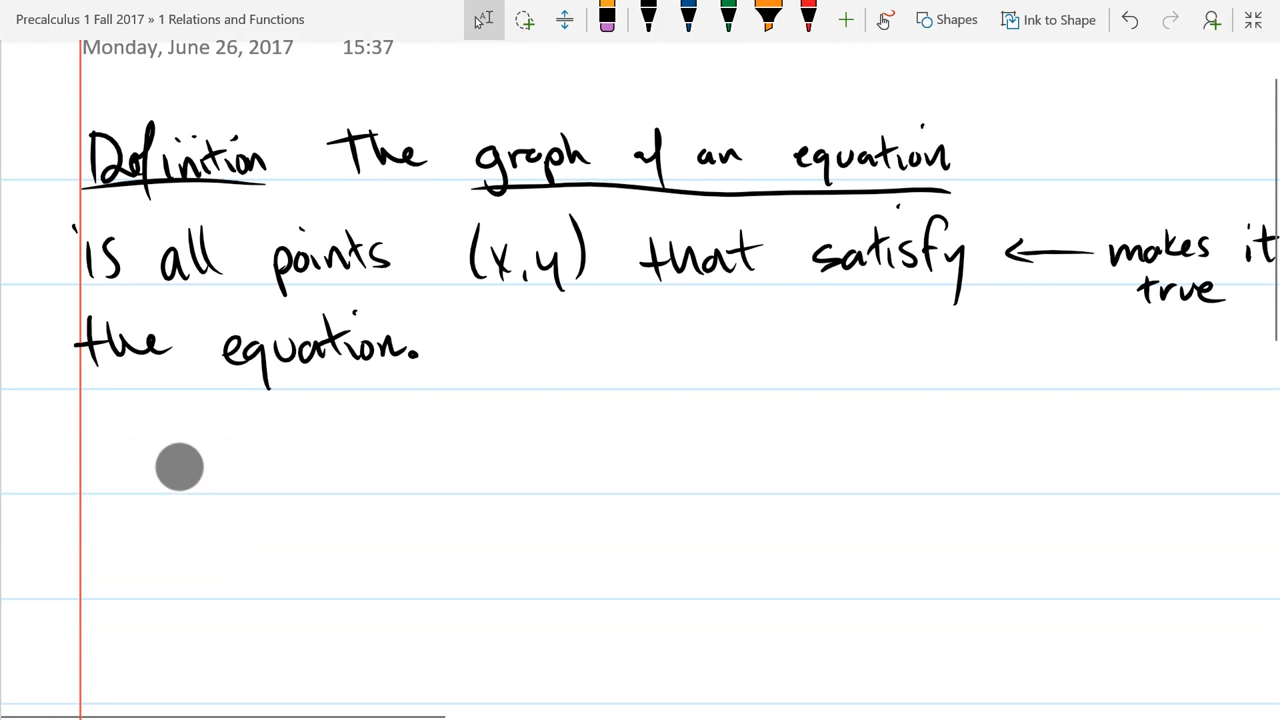 Precalculus 1 Fall 2017 » 1 Relations and Functions
Shapes
Ink to Shape
Monday, June 26, 2017 15:37
Definition The graph of an equation
is all points (x,y) that satisfy ← makes it
true
the equation.